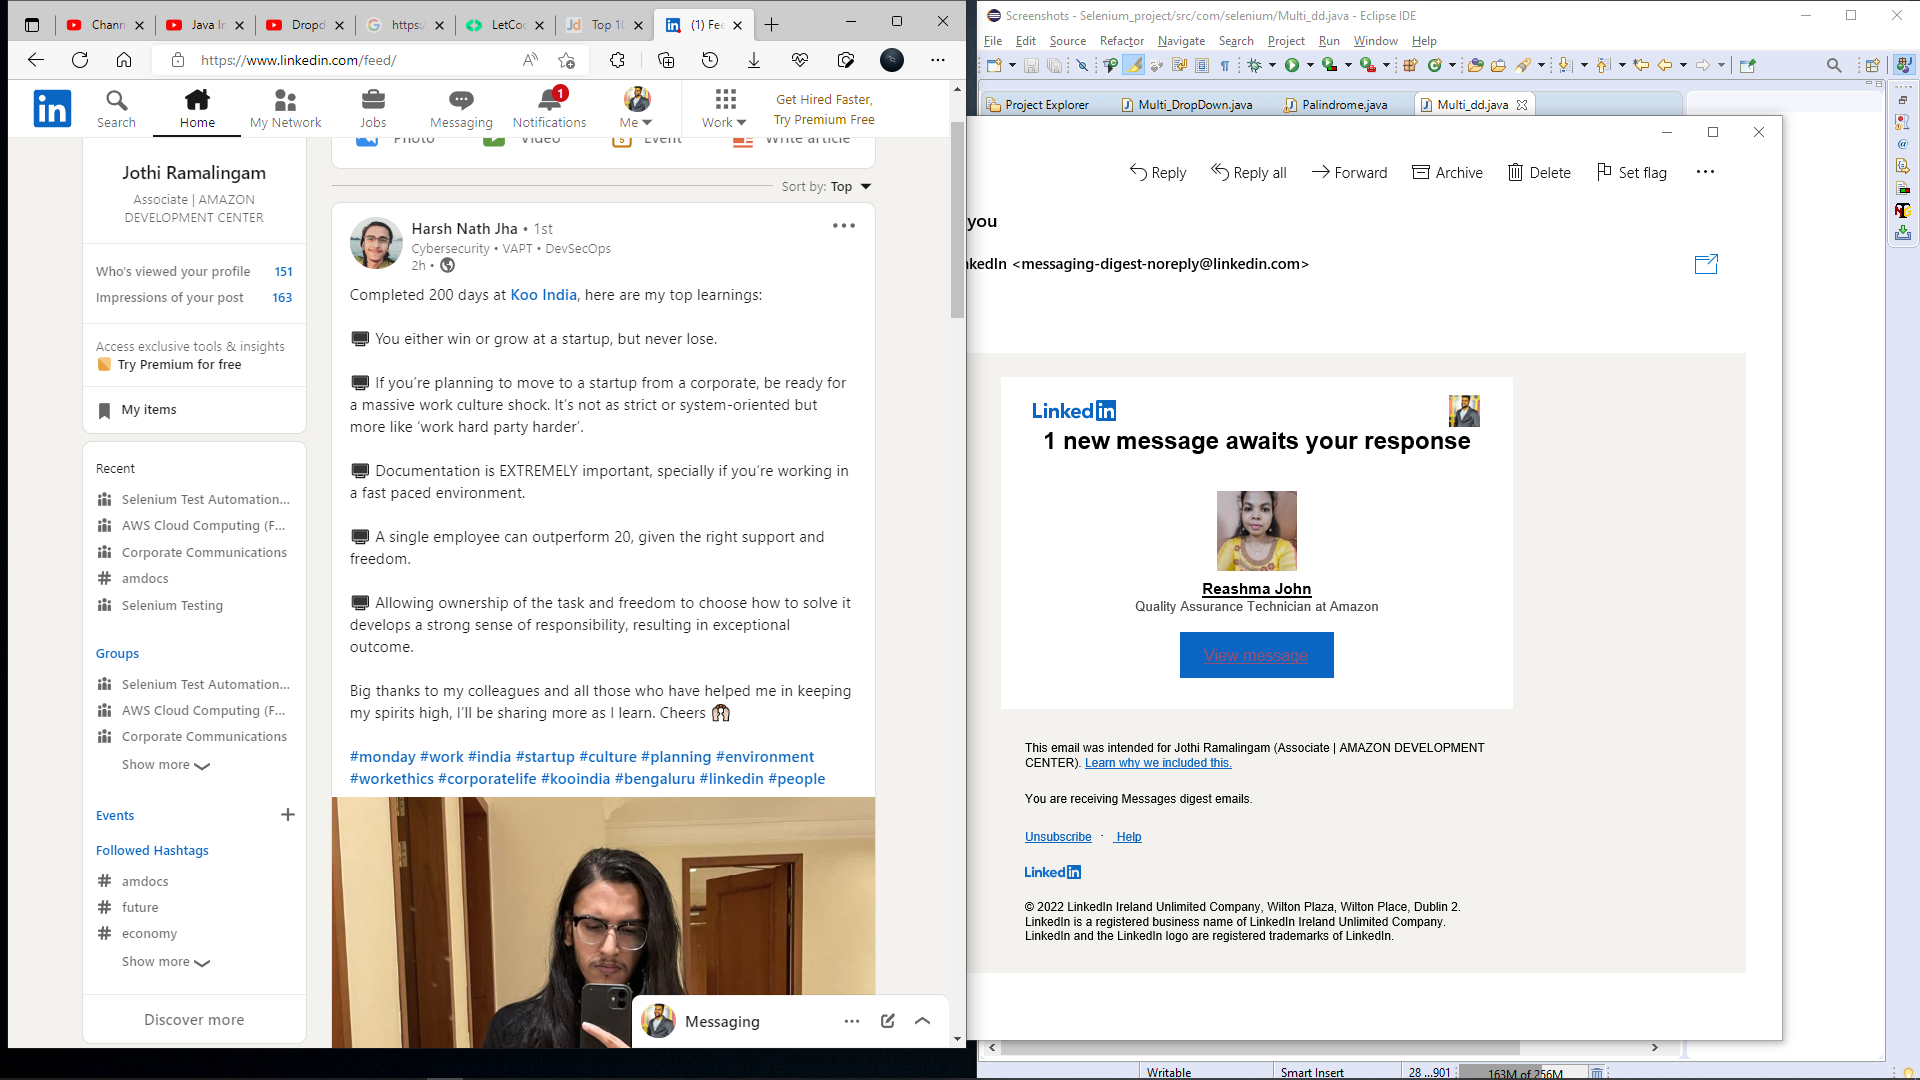 Chann
Java In
Dropd
https:/
LetCoo
Top 10
(1) Fee
https://www.linkedin.com/feed/
in
Search
Home
My Network
Jobs
Messaging
1
Notifications
Me
Work
Get Hired Faster,
Try Premium Free
Jothi Ramalingam
Associate | AMAZON
DEVELOPMENT CENTER
Who's viewed your profile 151
Impressions of your post 163
Access exclusive tools & insights
Try Premium for free
My items
Recent
Selenium Test Automation...
AWS Cloud Computing (F...
Corporate Communications
# amdocs
Selenium Testing
Groups
Selenium Test Automation...
AWS Cloud Computing (F...
Corporate Communications
Show more
Events
Followed Hashtags
# amdocs
# future
# economy
Show more
Discover more
Photo Video Event Write article
Sort by: Top
Harsh Nath Jha • 1st
Cybersecurity • VAPT • DevSecOps
2h •
Completed 200 days at Koo India, here are my top learnings:
You either win or grow at a startup, but never lose.
If you’re planning to move to a startup from a corporate, be ready for
a massive work culture shock. It’s not as strict or system-oriented but
more like ‘work hard party harder’.
Documentation is EXTREMELY important, specially if you’re working in
a fast paced environment.
A single employee can outperform 20, given the right support and
freedom.
Allowing ownership of the task and freedom to choose how to solve it
develops a strong sense of responsibility, resulting in exceptional
outcome.
Big thanks to my colleagues and all those who have helped me in keeping
my spirits high, I’ll be sharing more as I learn. Cheers
#monday #work #india #startup #culture #planning #environment
#workethics #corporatelife #kooindia #bengaluru #linkedin #people
Messaging
Screenshots - Selenium_project/src/com/selenium/Multi_dd.java - Eclipse IDE
File Edit Source Refactor Navigate Search Project Run Window Help
Project Explorer
Multi_DropDown.java
Palindrome.java
Multi_dd.java
Reply
Reply all
Forward
Archive
Delete
Set flag
you
kedIn <messaging-digest-noreply@linkedin.com>
Linkedin
1 new message awaits your response
Reashma John
Quality Assurance Technician at Amazon
View message
This email was intended for Jothi Ramalingam (Associate | AMAZON DEVELOPMENT
CENTER). Learn why we included this.
You are receiving Messages digest emails.
Unsubscribe · Help
Linkedin
© 2022 LinkedIn Ireland Unlimited Company, Wilton Plaza, Wilton Place, Dublin 2.
LinkedIn is a registered business name of LinkedIn Ireland Unlimited Company.
LinkedIn and the LinkedIn logo are registered trademarks of LinkedIn.
Writable
Smart Insert
28 ...901
163M of 256M